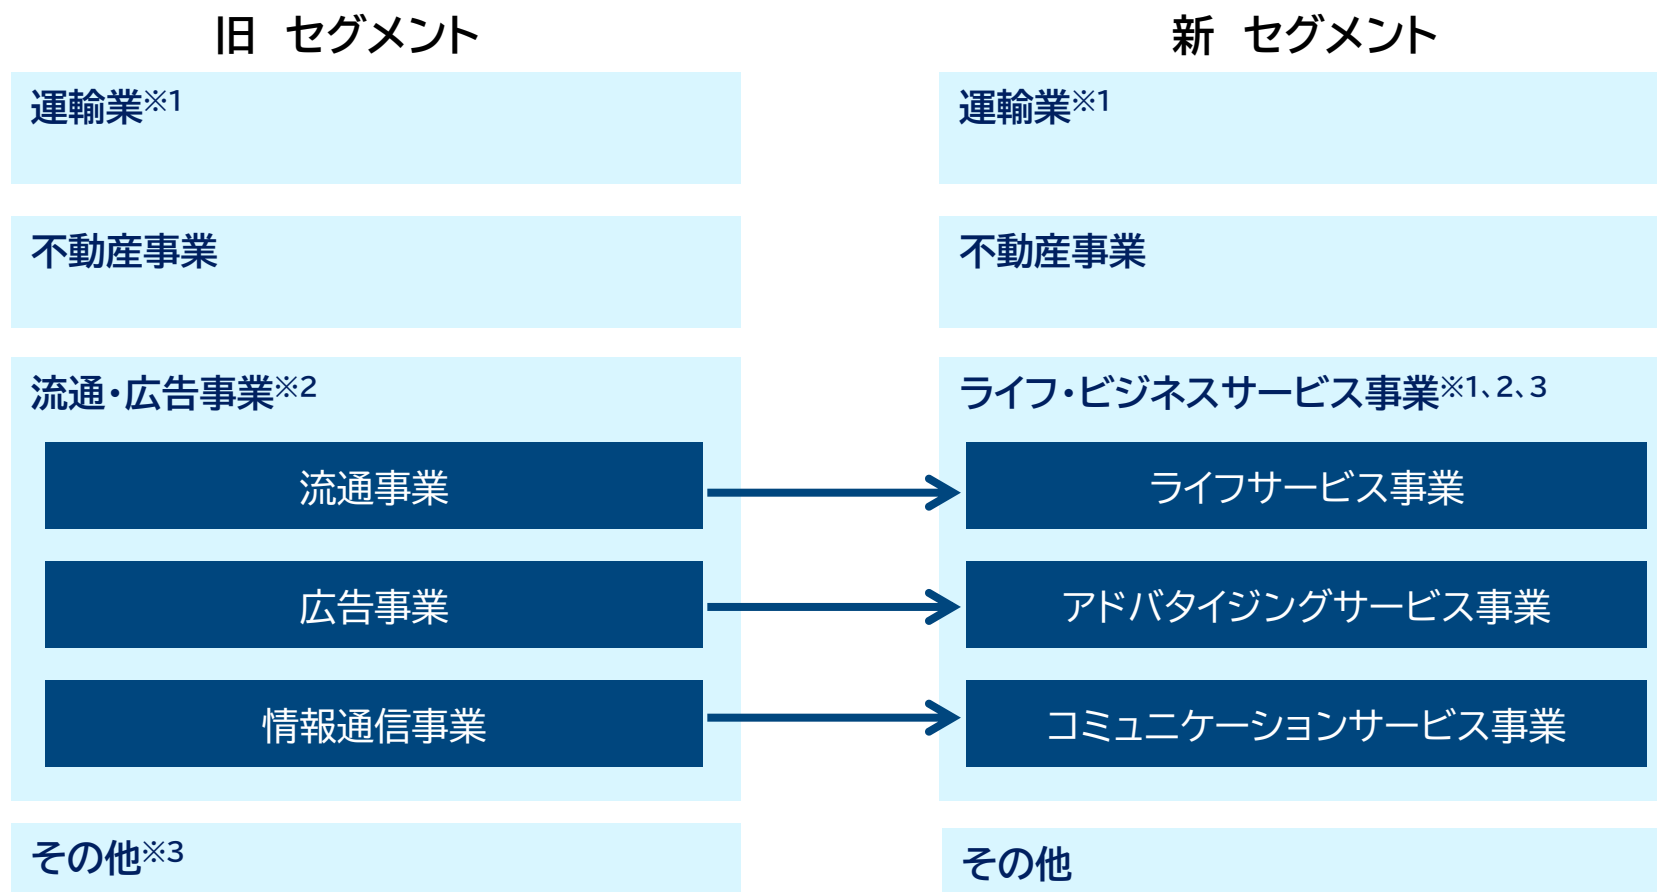 旧 セグメント
運輸業※1
不動産事業
流通・広告事業※2
流通事業
広告事業
情報通信事業
その他※3
新 セグメント
運輸業※1
不動産事業
ライフ・ビジネスサービス事業※1、2、3
ライフサービス事業
アドバタイジングサービス事業
コミュニケーションサービス事業
その他